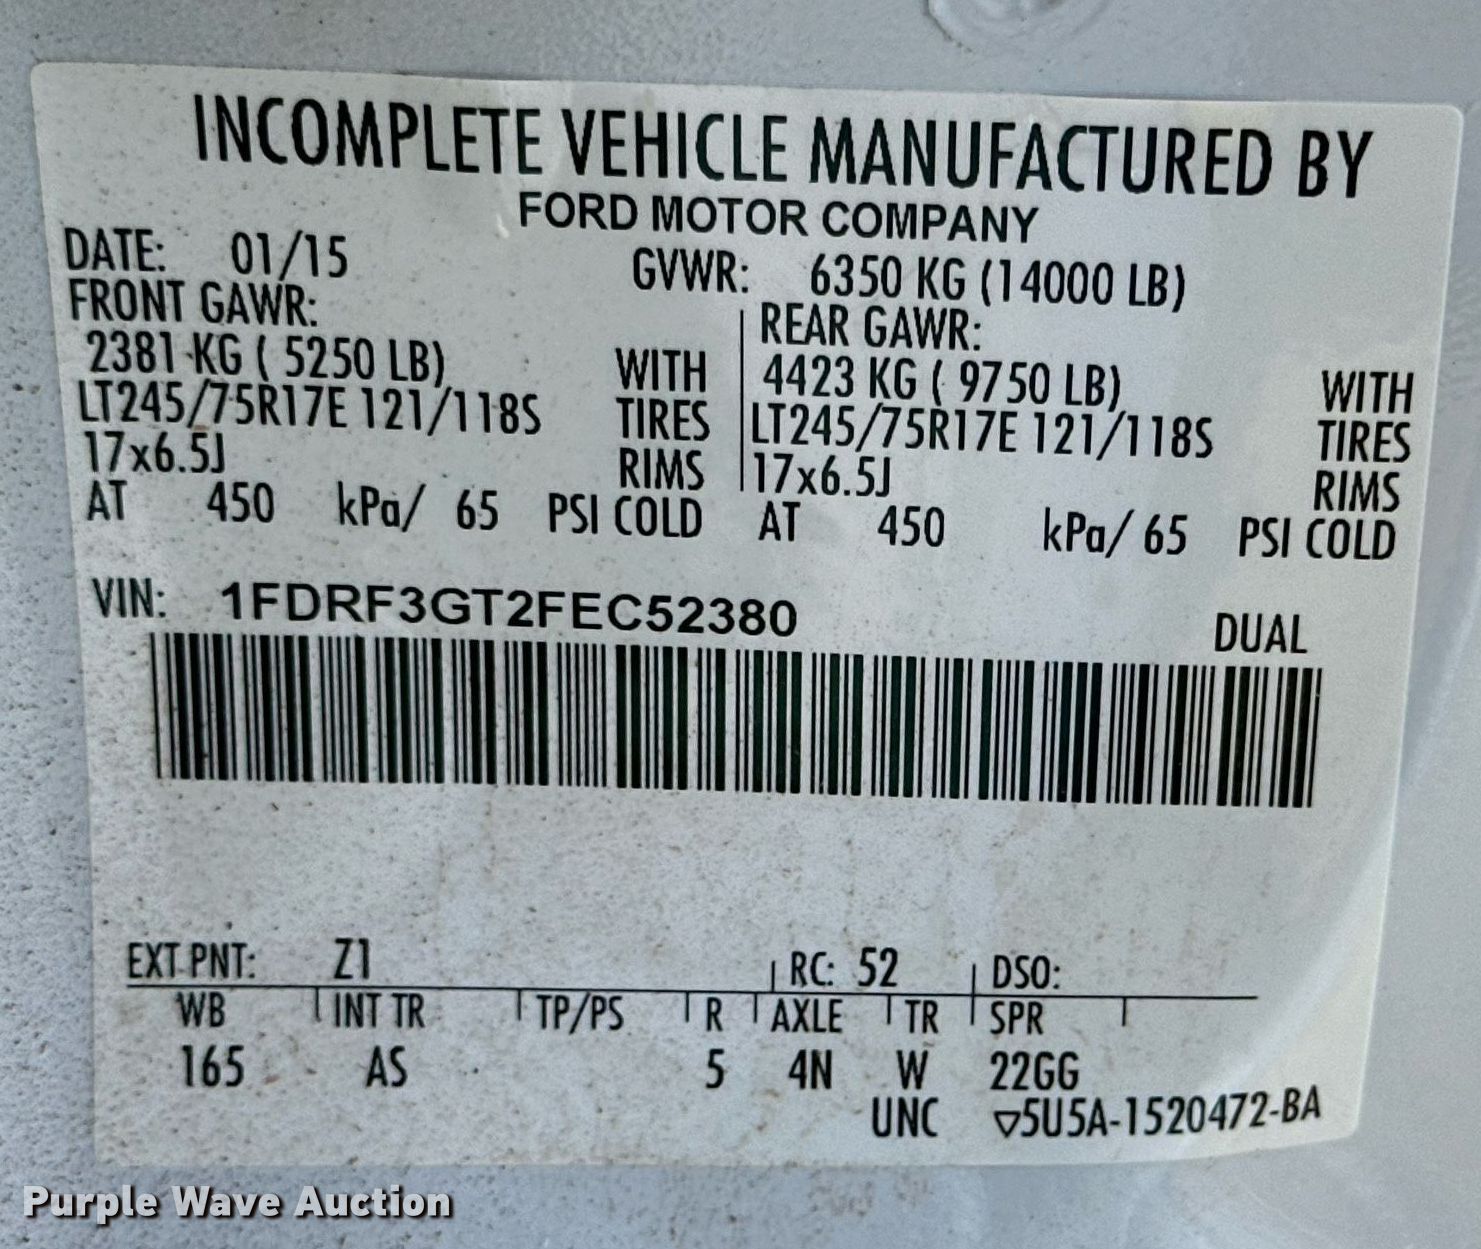 INCOMPLETE VEHICLE MANUFACTURED BY
FORD MOTOR COMPANY
DATE: 01/15
GVWR: 6350 KG (14000 LB)
FRONT GAWR:
2381 KG ( 5250 LB) WITH
LT245/75R17E 121/118S TIRES
17x6.5J RIMS
AT 450 kPa/ 65 PSI COLD
REAR GAWR:
4423 KG ( 9750 LB) WITH
LT245/75R17E 121/118S TIRES
17x6.5J RIMS
AT 450 kPa/ 65 PSI COLD
VIN: 1FDRF3GT2FEC52380
DUAL
EXT PNT: Z1 RC: 52 DSO:
WB INT TR TP/PS R AXLE TR SPR
165 AS 5 4N W 22GG
UNC ▽5U5A-1520472-BA
Purple Wave Auction